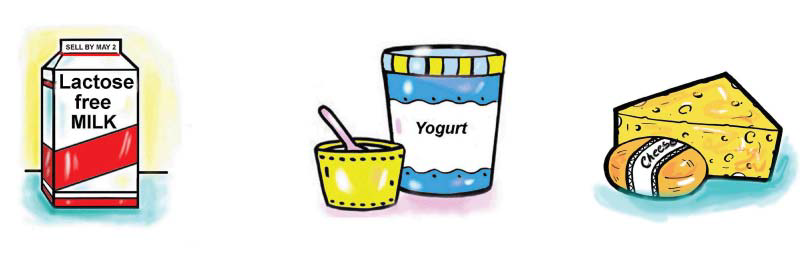 SELL BY MAY 2
Lactose
free
MILK
Yogurt
Cheese